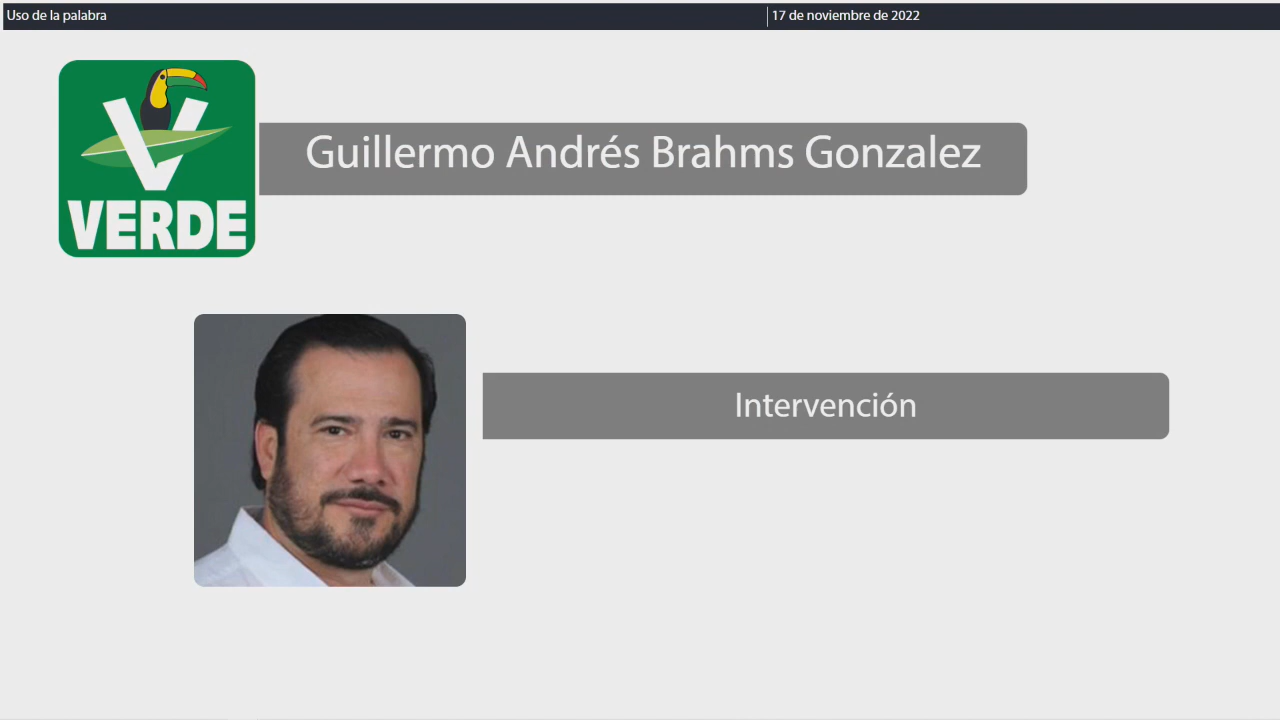 Uso de la palabra
17 de noviembre de 2022
V
VERDE
Guillermo Andrés Brahms Gonzalez
Intervención